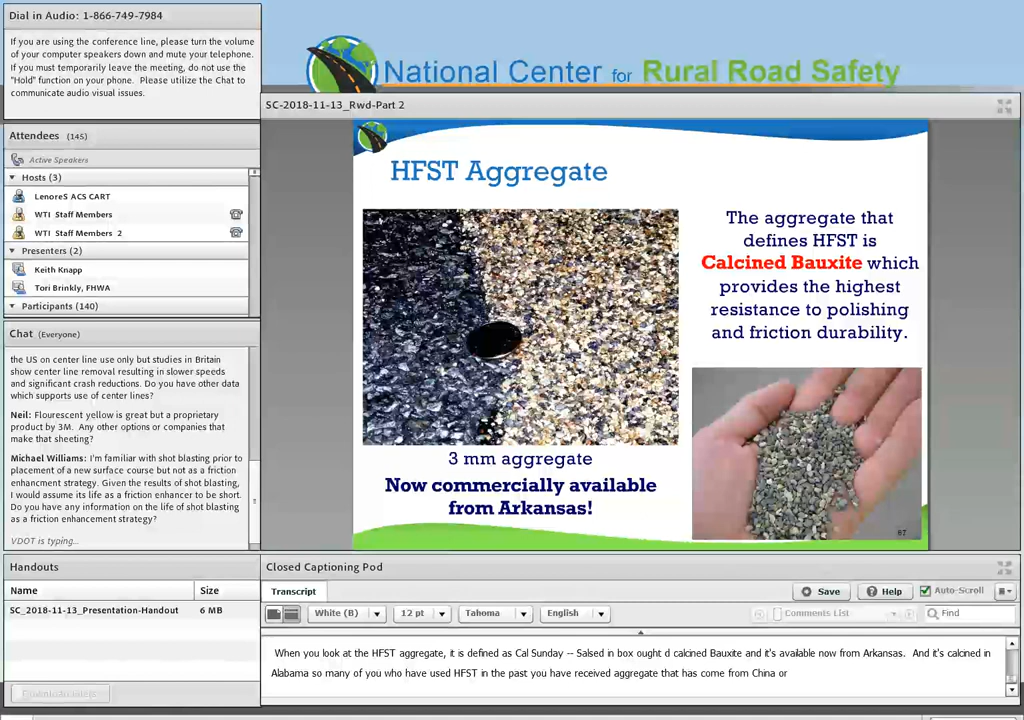 Dial in Audio: 1-866-749-7984
If you are using the conference line, please turn the volume
of your computer speakers down and mute your telephone.
If you must temporarily leave the meeting, do not use the
"Hold" function on your phone.  Please utilize the Chat to
communicate audio visual issues.
National Center for Rural Road Safety
SC-2018-11-13_Rwd-Part 2
Attendees (145)
Active Speakers
Hosts (3)
LenoreS ACS CART
WTI Staff Members
WTI Staff Members 2
Presenters (2)
Keith Knapp
Tori Brinkly, FHWA
Participants (140)
Chat (Everyone)
the US on center line use only but studies in Britain
show center line removal resulting in slower speeds
and significant crash reductions. Do you have other data
which supports use of center lines?
Neil: Flourescent yellow is great but a proprietary
product by 3M.  Any other options or companies that
make that sheeting?
Michael Williams: I'm familiar with shot blasting prior to
placement of a new surface course but not as a friction
enhancment strategy. Given the results of shot blasting,
I would assume its life as a friction enhancer to be short.
Do you have any information on the life of shot blasting
as a friction enhancement strategy?
VDOT is typing...
HFST Aggregate
The aggregate that
defines HFST is
Calcined Bauxite which
provides the highest
resistance to polishing
and friction durability.
3 mm aggregate
Now commercially available
from Arkansas!
67
Handouts
Name Size
SC_2018-11-13_Presentation-Handout 6 MB
Closed Captioning Pod
Transcript
Save Help Auto-Scroll
White (B) 12 pt Tahoma English Comments List Find
When you look at the HFST aggregate, it is defined as Cal Sunday -- Salsed in box ought d calcined Bauxite and it's available now from Arkansas.  And it's calcined in
Alabama so many of you who have used HFST in the past you have received aggregate that has come from China or